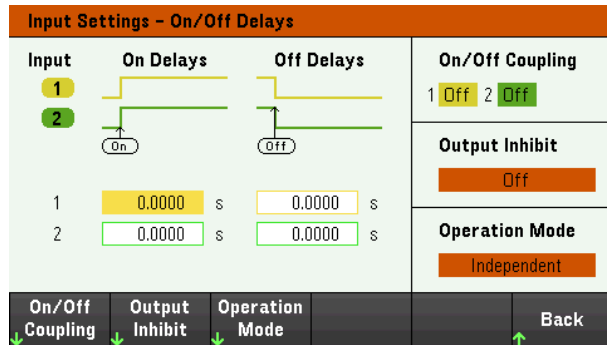 Input Settings - On/Off Delays
Input On Delays Off Delays
1
2
On Off
1 0.0000 s 0.0000 s
2 0.0000 s 0.0000 s
On/Off Coupling
1 Off 2 Off
Output Inhibit
Off
Operation Mode
Independent
On/Off Output Operation
Coupling Inhibit Mode Back